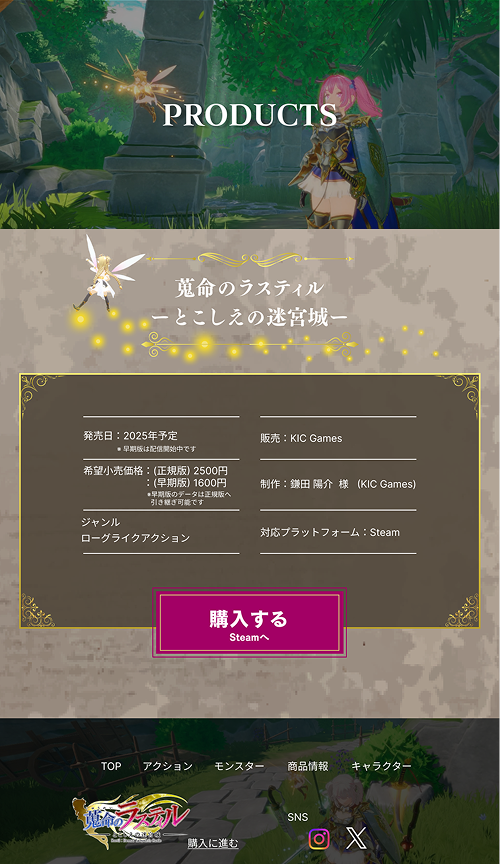 PRODUCTS
蒐命のラスティル
ーとこしえの迷宮城ー
発売日：2025年予定
※ 早期版は配信開始中です
販売：KIC Games
希望小売価格：(正規版) 2500円
：(早期版) 1600円
※早期版のデータは正規版へ
引き継ぎ可能です
制作：鎌田 陽介 様 (KIC Games)
ジャンル
ローグライクアクション
対応プラットフォーム：Steam
購入する
Steamへ
TOP アクション モンスター 商品情報 キャラクター
蒐命のラスティル
購入に進む
SNS